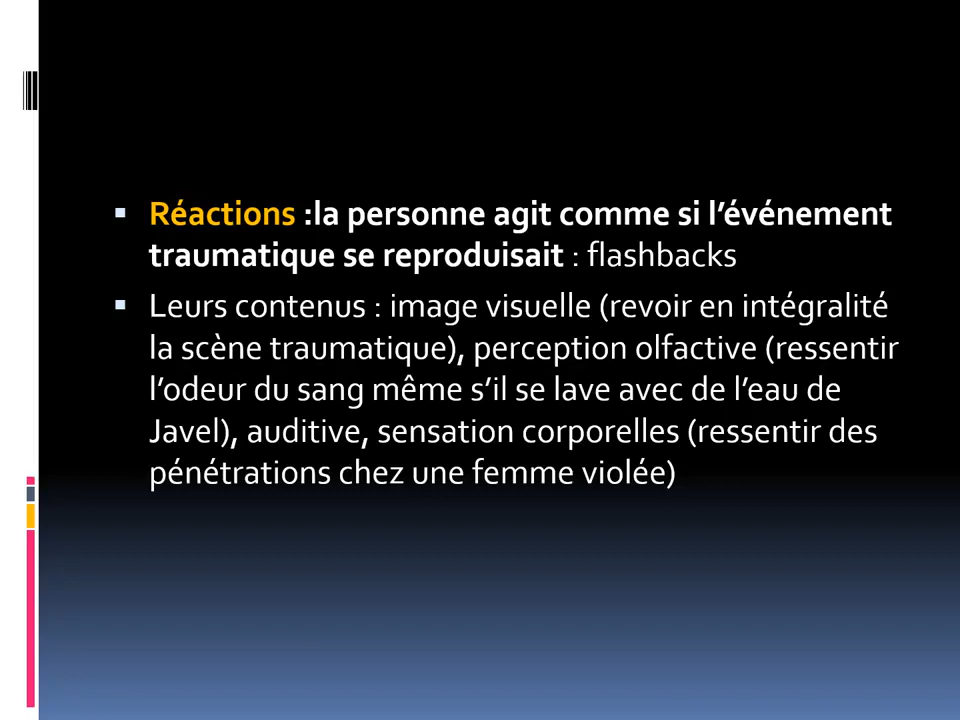 Réactions :la personne agit comme si l’événement
traumatique se reproduisait : flashbacks
Leurs contenus : image visuelle (revoir en intégralité
la scène traumatique), perception olfactive (ressentir
l’odeur du sang même s’il se lave avec de l’eau de
Javel), auditive, sensation corporelles (ressentir des
pénétrations chez une femme violée)